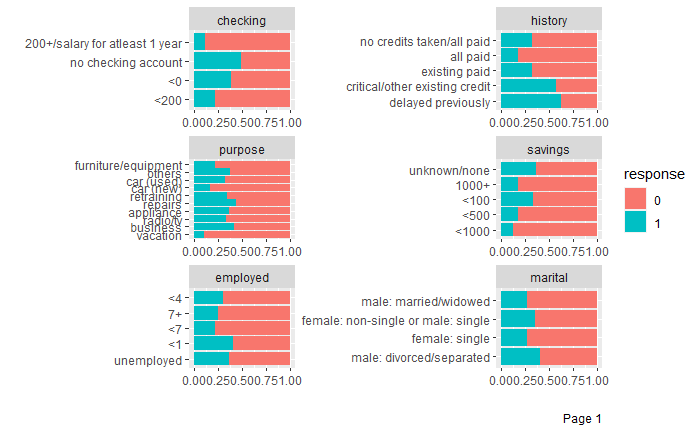 checking
200+/salary for atleast 1 year
no checking account
<0
<200
0.000.250.500.751.00
history
no credits taken/all paid
all paid
existing paid
critical/other existing credit
delayed previously
0.000.250.500.751.00
purpose
furniture/equipment
others
car (used)
car (new)
retraining
repairs
appliance
radio/tv
business
vacation
0.000.250.500.751.00
savings
unknown/none
1000+
<100
<500
<1000
0.000.250.500.751.00
employed
<4
7+
<7
<1
unemployed
0.000.250.500.751.00
marital
male: married/widowed
female: non-single or male: single
female: single
male: divorced/separated
0.000.250.500.751.00
response
0
1
Page 1